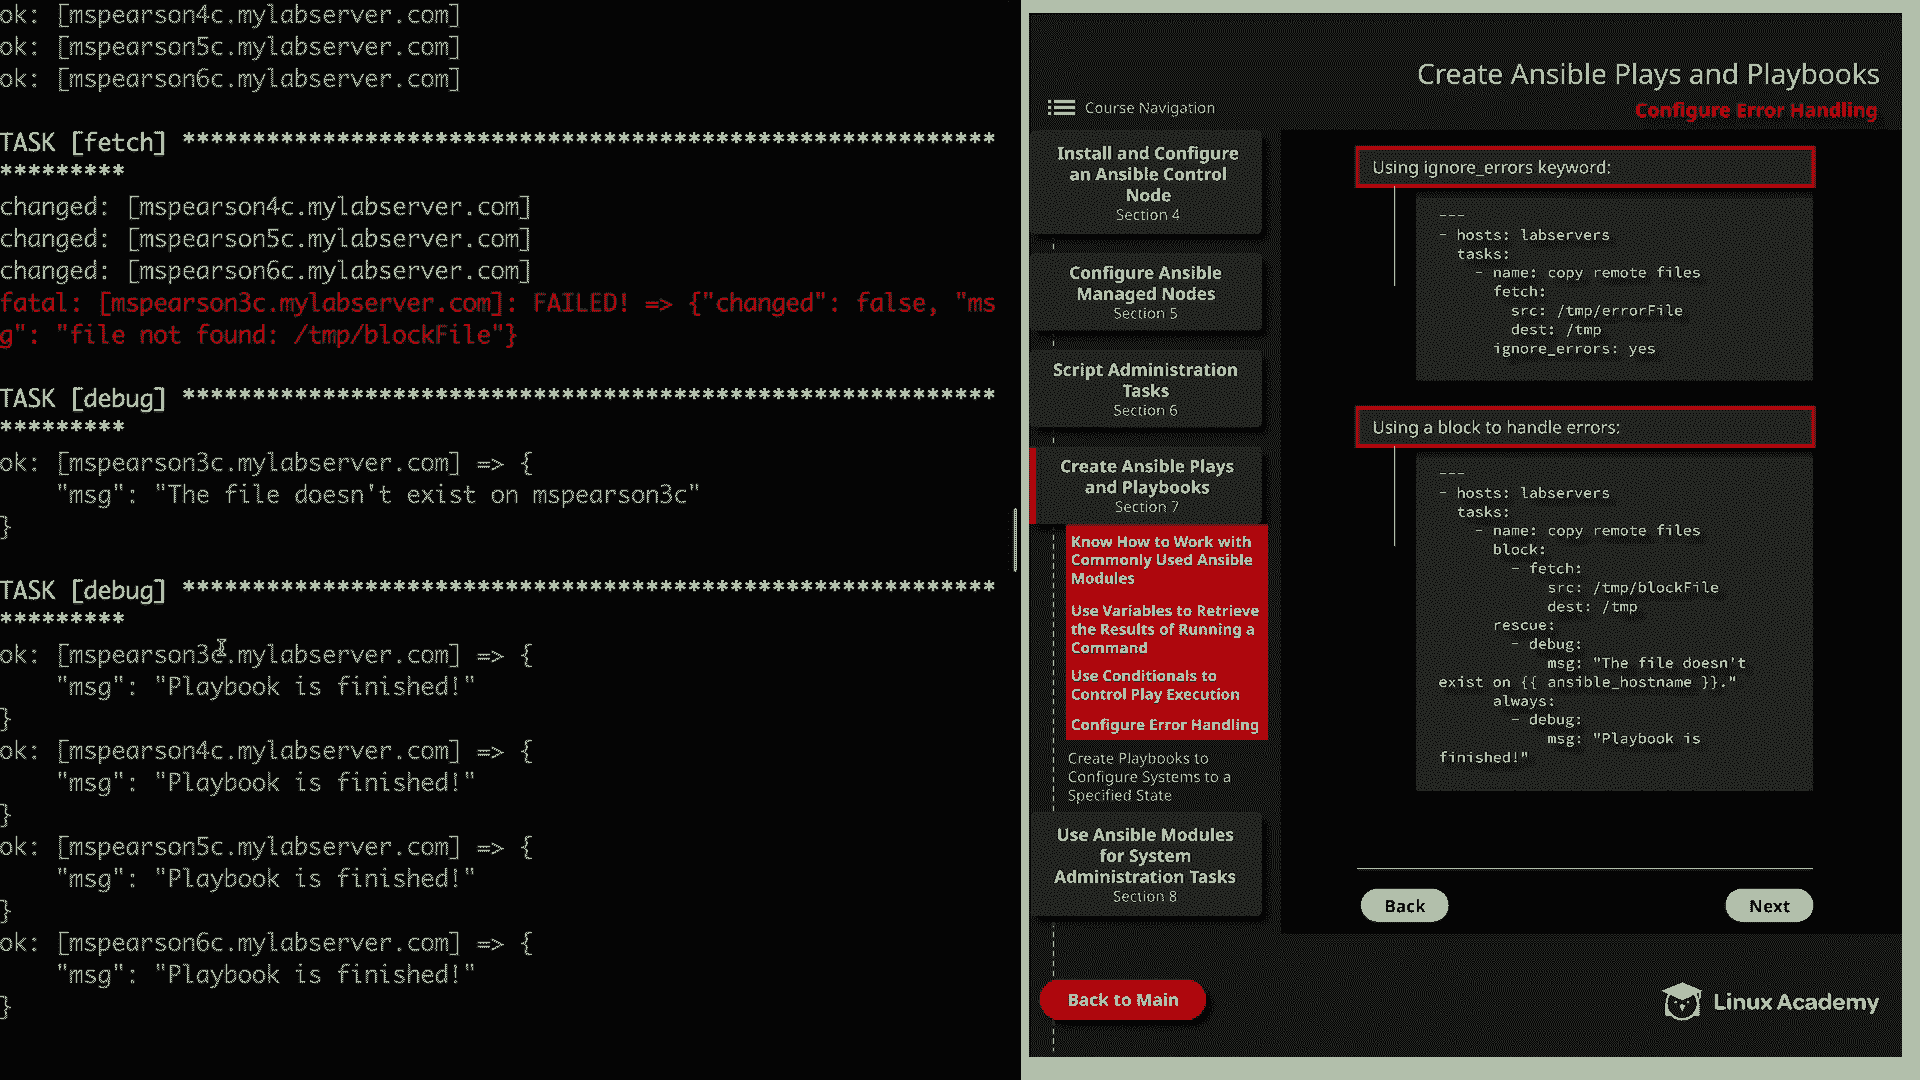 ok: [mspearson4c.mylabserver.com]
ok: [mspearson5c.mylabserver.com]
ok: [mspearson6c.mylabserver.com]
TASK [fetch] **********************************************************
*********
changed: [mspearson4c.mylabserver.com]
changed: [mspearson5c.mylabserver.com]
changed: [mspearson6c.mylabserver.com]
fatal: [mspearson3c.mylabserver.com]: FAILED! => {"changed": false, "ms
g": "file not found: /tmp/blockFile"}
TASK [debug] **********************************************************
*********
ok: [mspearson3c.mylabserver.com] => {
    "msg": "The file doesn't exist on mspearson3c"
}
TASK [debug] **********************************************************
*********
ok: [mspearson3c.mylabserver.com] => {
    "msg": "Playbook is finished!"
}
ok: [mspearson4c.mylabserver.com] => {
    "msg": "Playbook is finished!"
}
ok: [mspearson5c.mylabserver.com] => {
    "msg": "Playbook is finished!"
}
ok: [mspearson6c.mylabserver.com] => {
    "msg": "Playbook is finished!"
}
Create Ansible Plays and Playbooks
Configure Error Handling
Course Navigation
Install and Configure
an Ansible Control
Node
Section 4
Configure Ansible
Managed Nodes
Section 5
Script Administration
Tasks
Section 6
Create Ansible Plays
and Playbooks
Section 7
Know How to Work with
Commonly Used Ansible
Modules
Use Variables to Retrieve
the Results of Running a
Command
Use Conditionals to
Control Play Execution
Configure Error Handling
Create Playbooks to
Configure Systems to a
Specified State
Use Ansible Modules
for System
Administration Tasks
Section 8
Back to Main
Using ignore_errors keyword:
---
- hosts: labservers
  tasks:
    - name: copy remote files
      fetch:
        src: /tmp/errorFile
        dest: /tmp
      ignore_errors: yes
Using a block to handle errors:
---
- hosts: labservers
  tasks:
    - name: copy remote files
      block:
        - fetch:
            src: /tmp/blockFile
            dest: /tmp
      rescue:
        - debug:
            msg: "The file doesn't
exist on {{ ansible_hostname }}."
      always:
        - debug:
            msg: "Playbook is
finished!"
Back
Next
Linux Academy